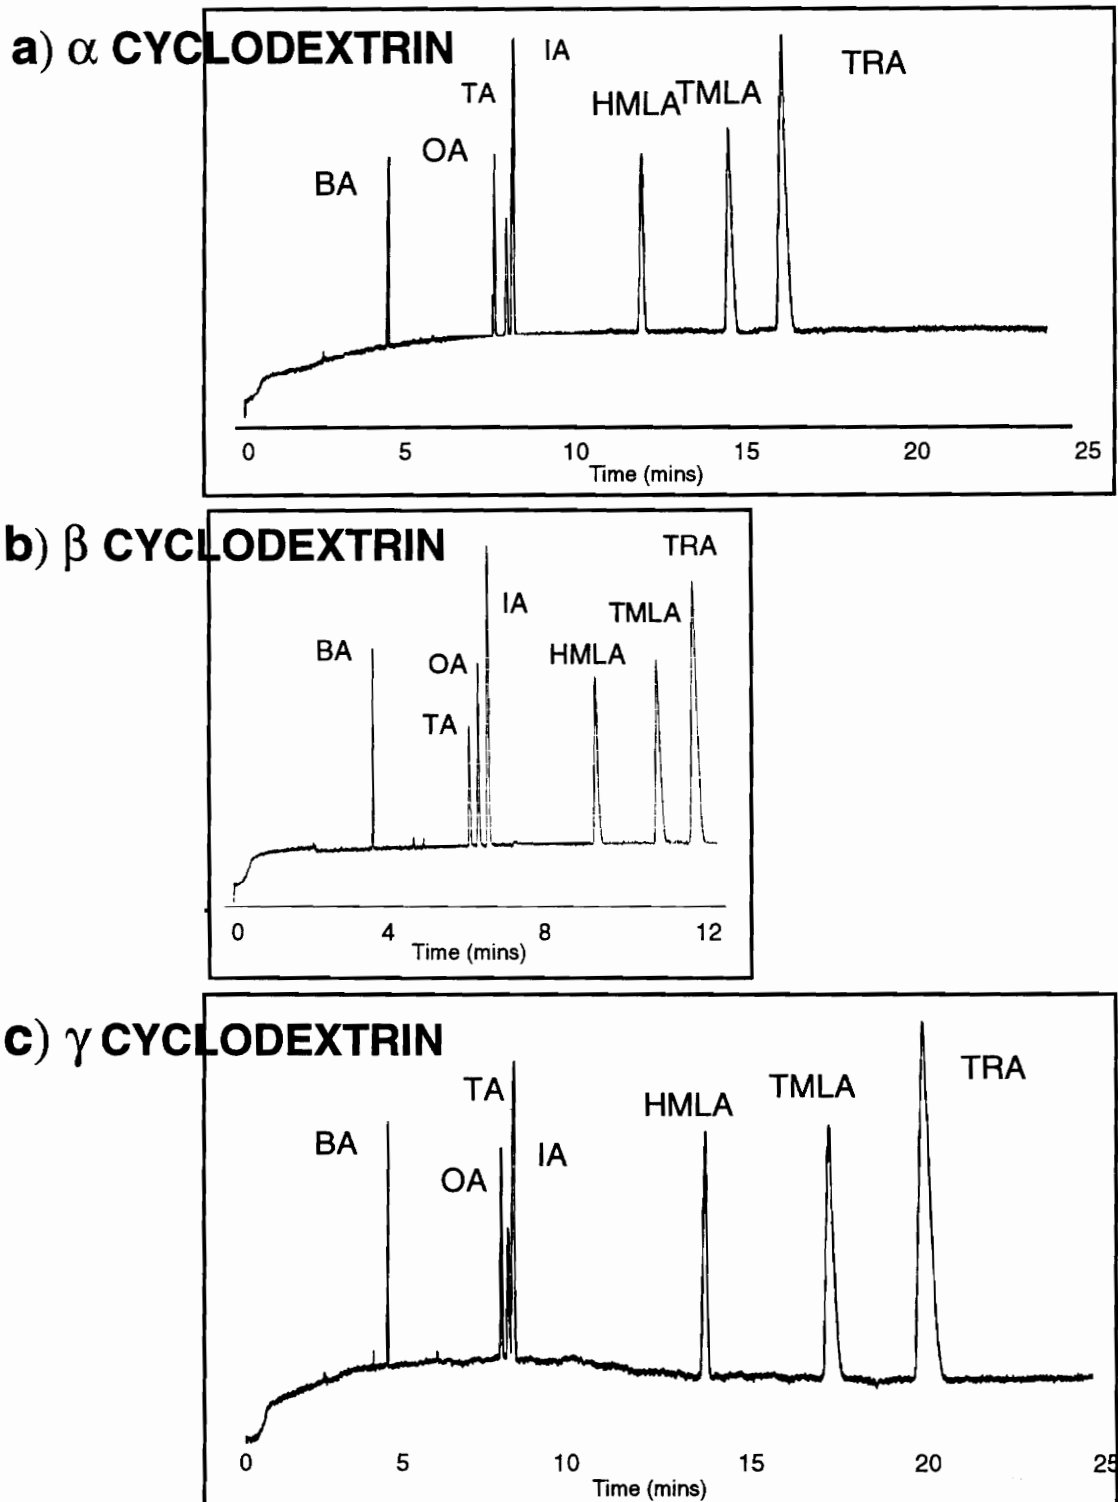 a) α CYCLODEXTRIN
IA
TRA
TA
HMLA
TMLA
OA
BA
0 5 10 15 20 25
Time (mins)
b) β CYCLODEXTRIN
TRA
IA
TMLA
BA
OA
HMLA
TA
0 4 8 12
Time (mins)
c) γ CYCLODEXTRIN
TRA
TA
TMLA
HMLA
BA
IA
OA
0 5 10 15 20 25
Time (mins)